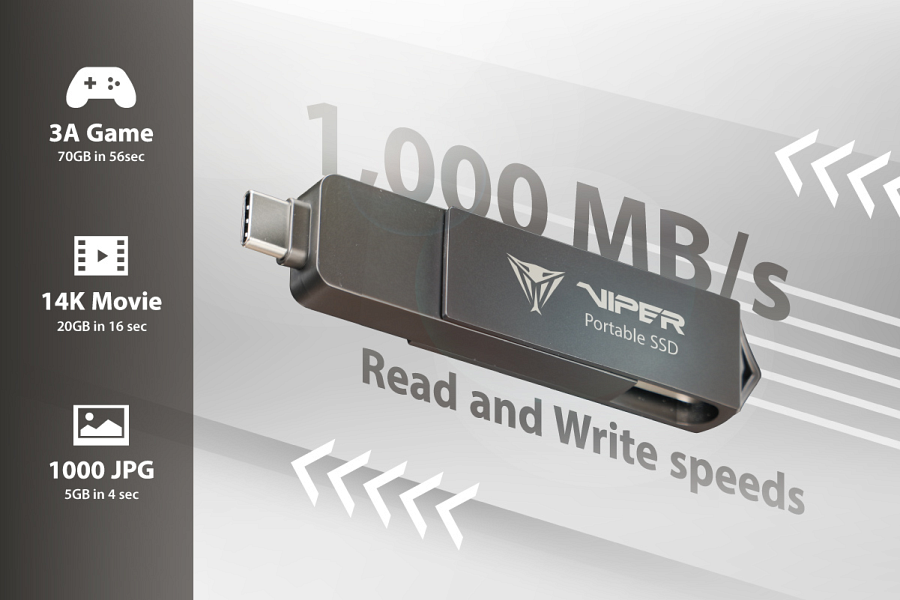 3A Game
70GB in 56sec
14K Movie
20GB in 16 sec
1000 JPG
5GB in 4 sec
1,000 MB/s
VIPER
Portable SSD
Read and Write speeds